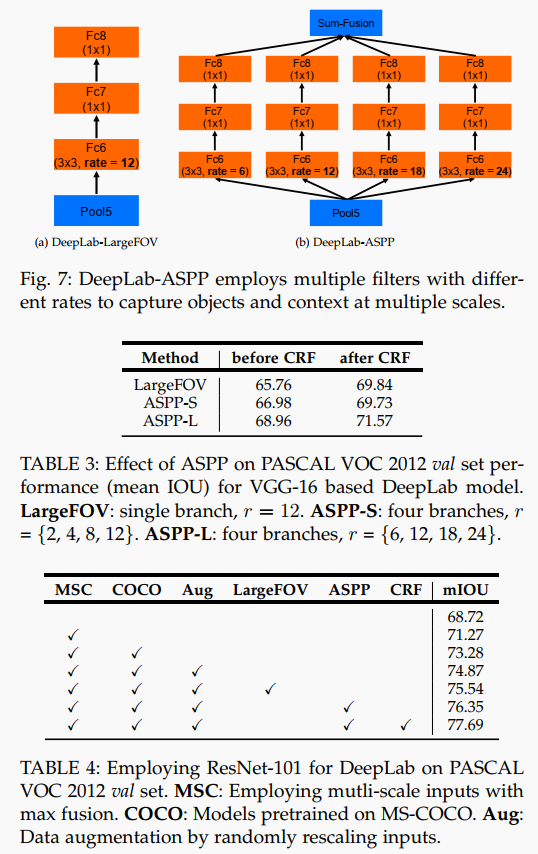 Fc8
(1x1)
Fc7
(1x1)
Fc6
(3x3, rate = 12)
Pool5
(a) DeepLab-LargeFOV
Sum-Fusion
Fc8
(1x1)
Fc8
(1x1)
Fc8
(1x1)
Fc8
(1x1)
Fc7
(1x1)
Fc7
(1x1)
Fc7
(1x1)
Fc7
(1x1)
Fc6
(3x3, rate = 6)
Fc6
(3x3, rate = 12)
Fc6
(3x3, rate = 18)
Fc6
(3x3, rate = 24)
Pool5
(b) DeepLab-ASPP
Fig. 7: DeepLab-ASPP employs multiple filters with differ-
ent rates to capture objects and context at multiple scales.
Method before CRF after CRF
LargeFOV 65.76 69.84
ASPP-S 66.98 69.73
ASPP-L 68.96 71.57
TABLE 3: Effect of ASPP on PASCAL VOC 2012 val set per-
formance (mean IOU) for VGG-16 based DeepLab model.
LargeFOV: single branch, r = 12. ASPP-S: four branches, r
= {2, 4, 8, 12}. ASPP-L: four branches, r = {6, 12, 18, 24}.
MSC COCO Aug LargeFOV ASPP CRF mIOU
68.72
✓ 71.27
✓ ✓ 73.28
✓ ✓ ✓ 74.87
✓ ✓ ✓ ✓ 75.54
✓ ✓ ✓ ✓ 76.35
✓ ✓ ✓ ✓ ✓ 77.69
TABLE 4: Employing ResNet-101 for DeepLab on PASCAL
VOC 2012 val set. MSC: Employing mutli-scale inputs with
max fusion. COCO: Models pretrained on MS-COCO. Aug:
Data augmentation by randomly rescaling inputs.